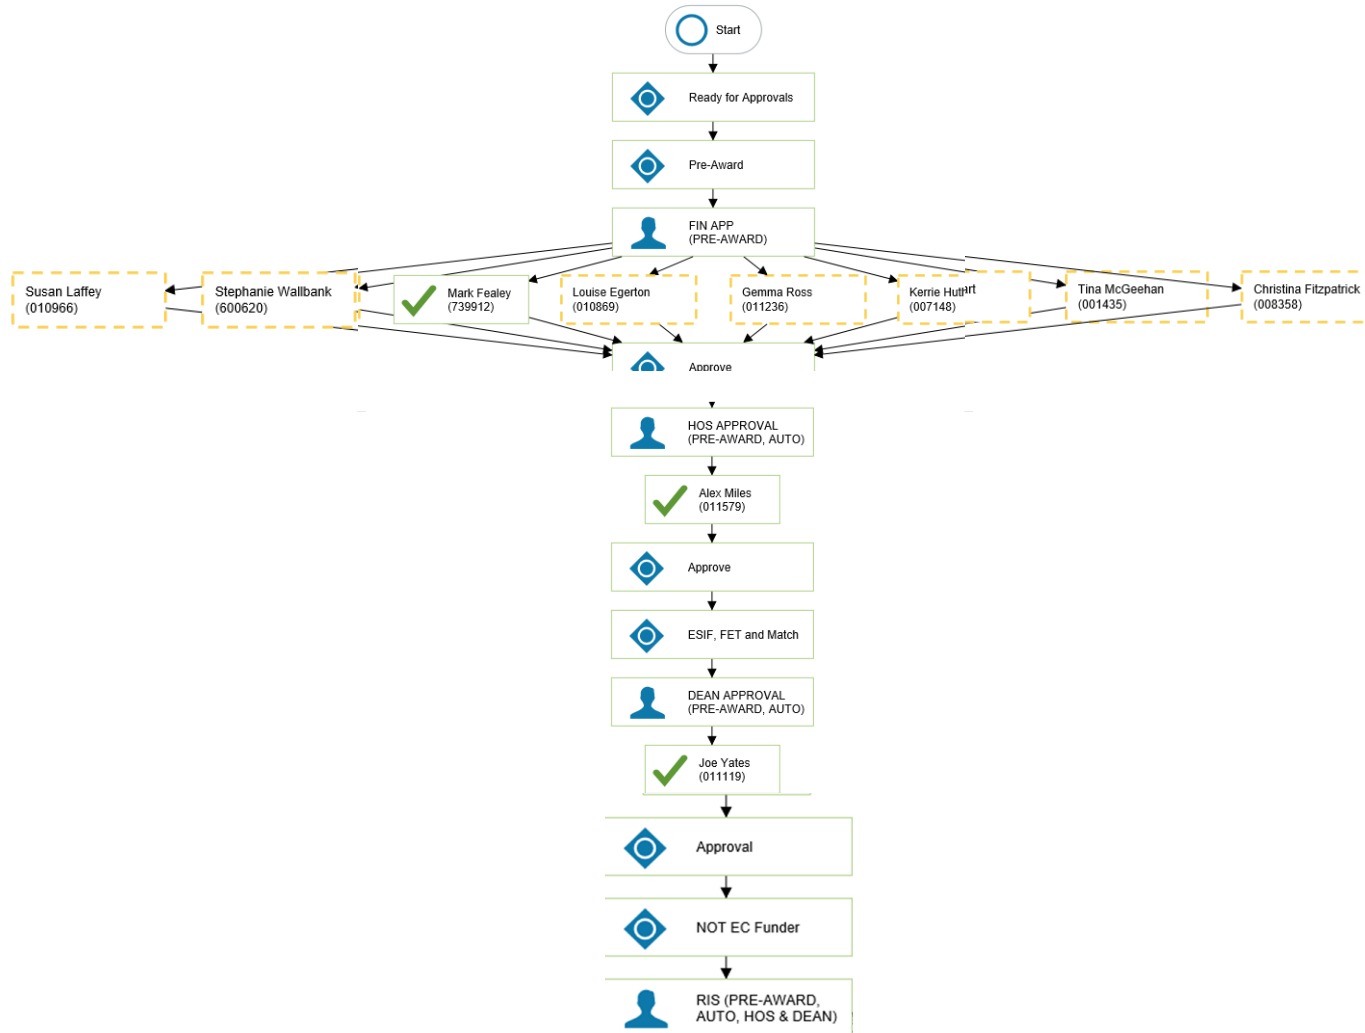 Start
Ready for Approvals
Pre-Award
FIN APP
(PRE-AWARD)
Susan Laffey
(010966)
Stephanie Wallbank
(600620)
Mark Fealey
(739912)
Louise Egerton
(010869)
Gemma Ross
(011236)
Kerrie
(007148)
Tina McGeehan
(001435)
Christina Fitzpatrick
(008358)
Approve
HOS APPROVAL
(PRE-AWARD, AUTO)
Alex Miles
(011579)
Approve
ESIF, FET and Match
DEAN APPROVAL
(PRE-AWARD, AUTO)
Joe Yates
(011119)
Approval
NOT EC Funder
RIS (PRE-AWARD,
AUTO, HOS & DEAN)